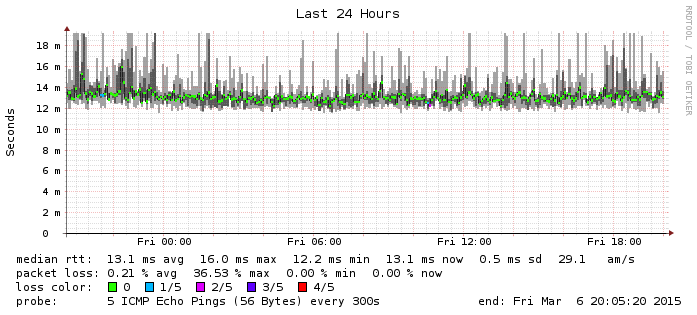 Last 24 Hours
RRDTOOL / TOBI OETIKER
Seconds
18 m
16 m
14 m
12 m
10 m
8 m
6 m
4 m
2 m
0
Fri 00:00 Fri 06:00 Fri 12:00 Fri 18:00
median rtt: 13.1 ms avg 16.0 ms max 12.2 ms min 13.1 ms now 0.5 ms sd 29.1 am/s
packet loss: 0.21 % avg 36.53 % max 0.00 % min 0.00 % now
loss color: 0 1/5 2/5 3/5 4/5
probe: 5 ICMP Echo Pings (56 Bytes) every 300s end: Fri Mar 6 20:05:20 2015